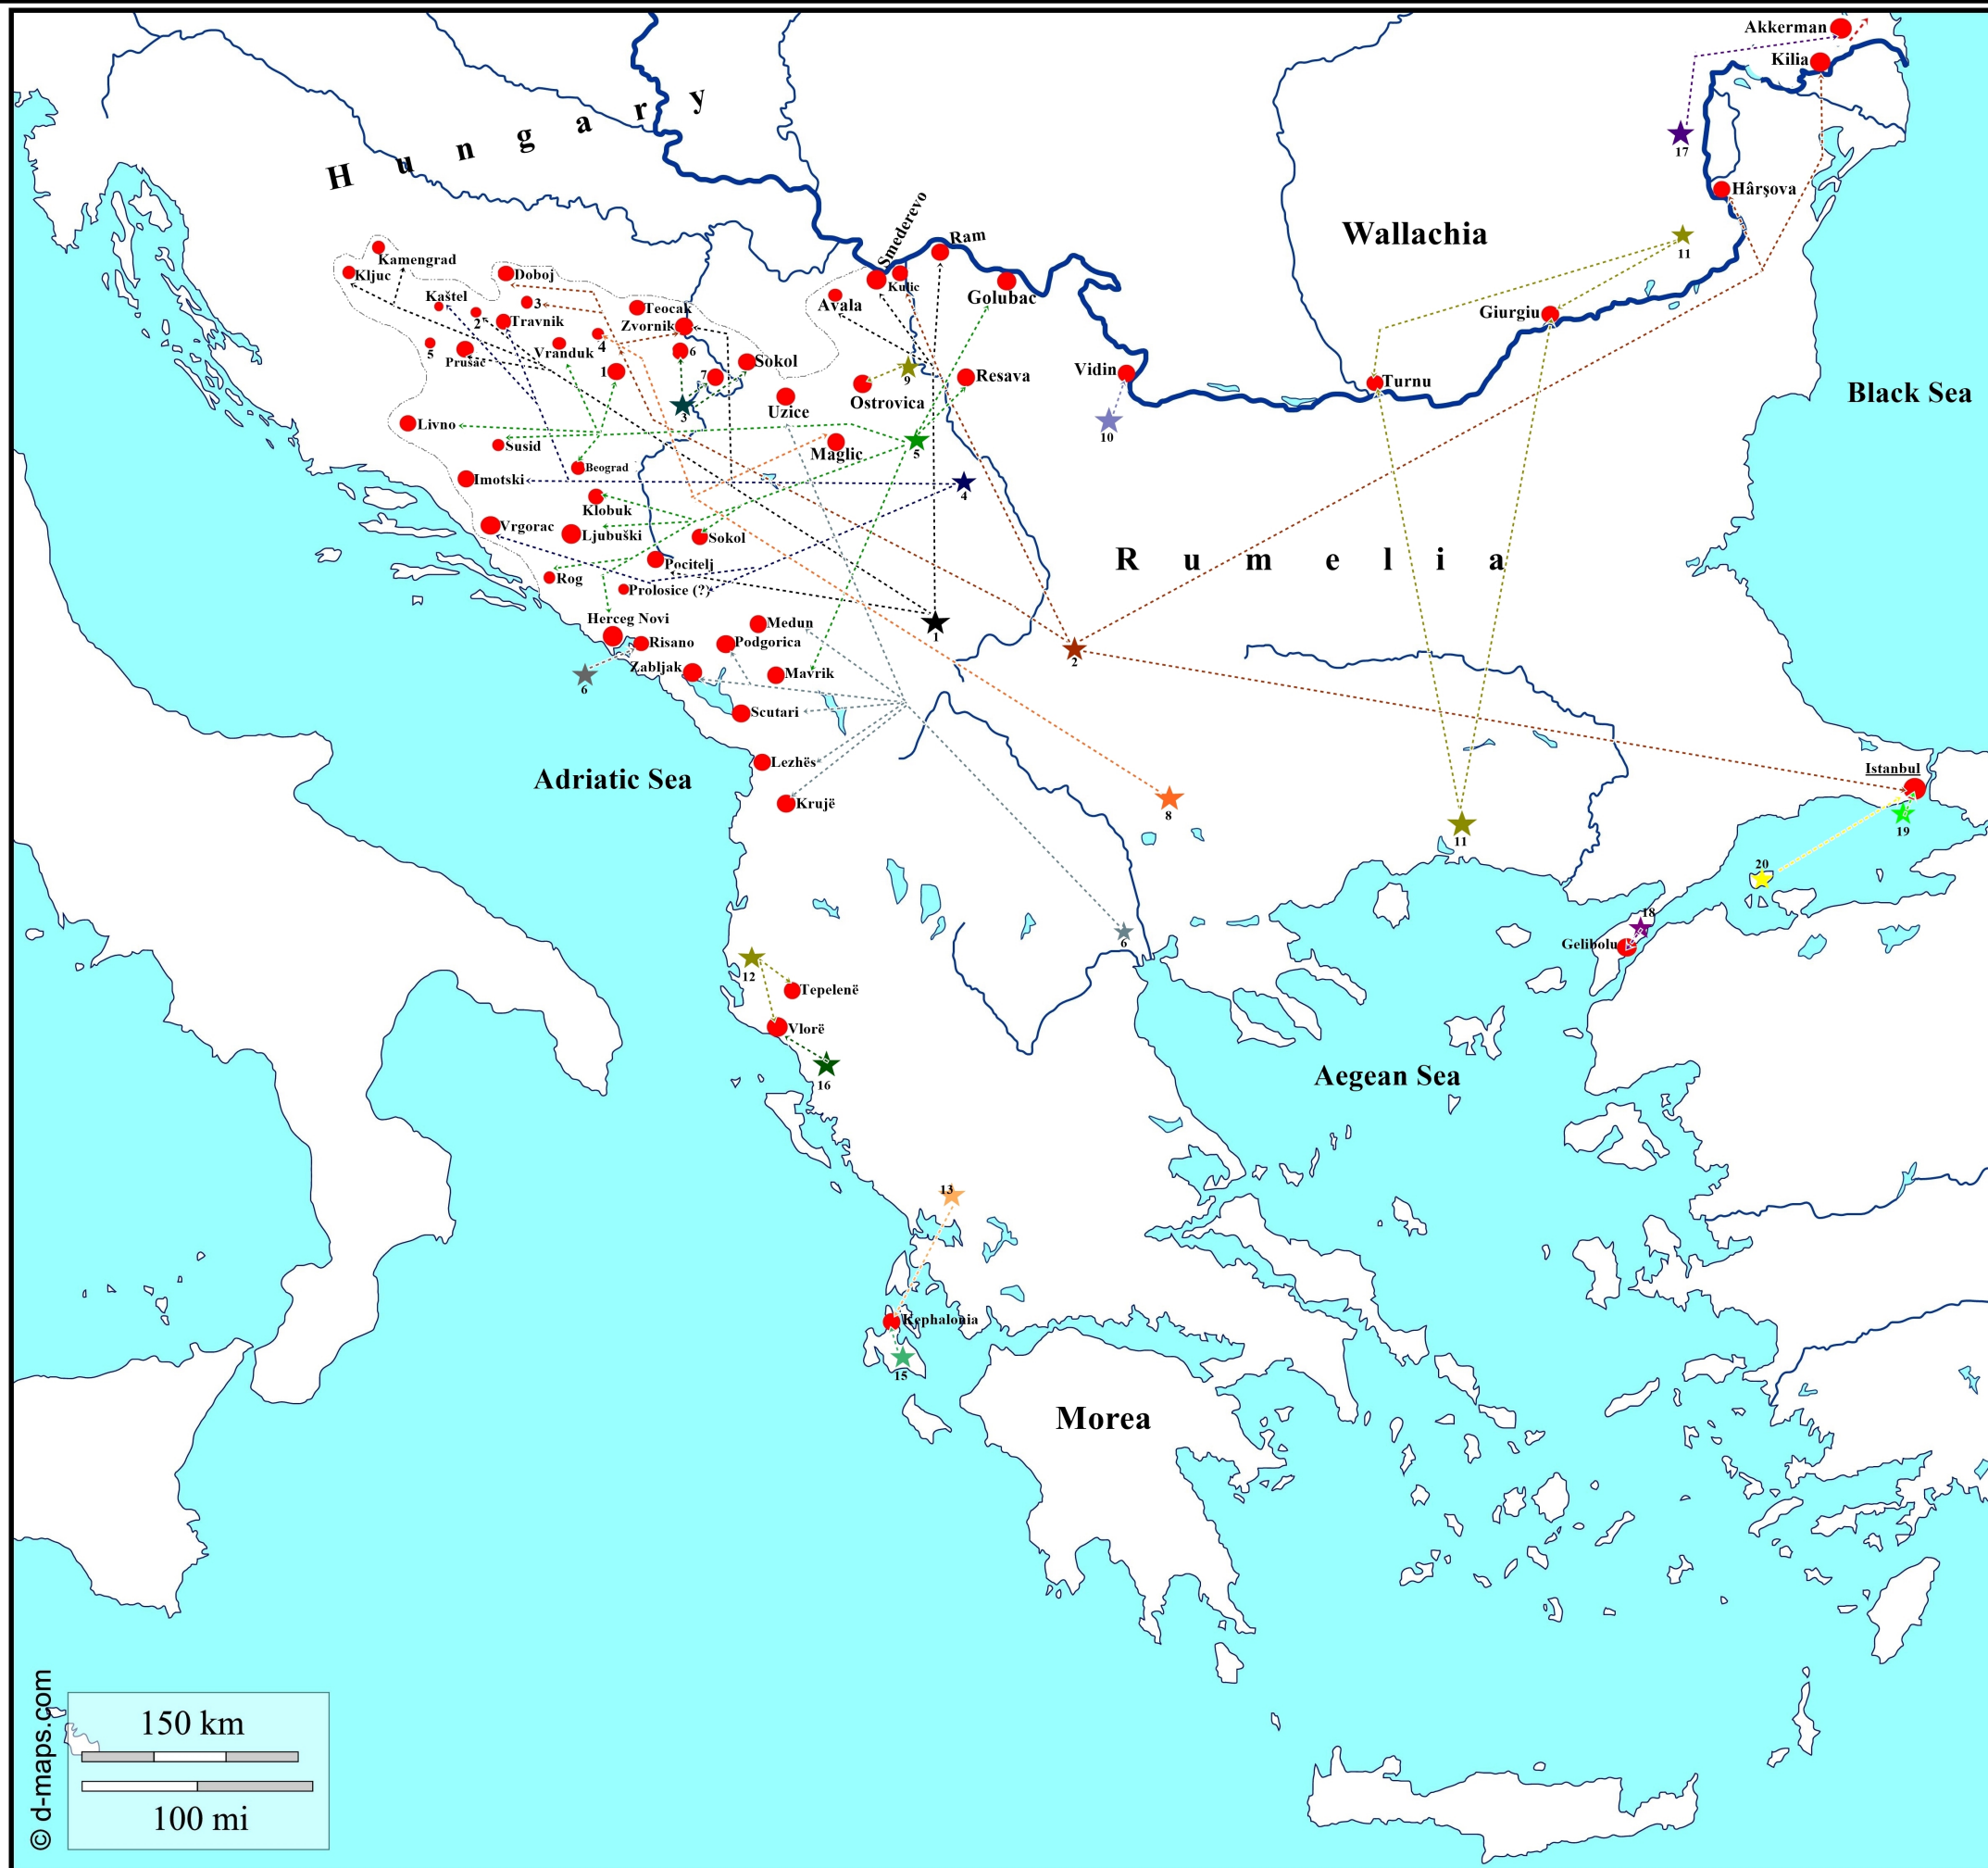 Akkerman
Kilia
17
Hungary
Hârşova
Smederevo
Ram
Wallachia
11
Kamengrad
Kljuc
Doboj
Kulic
Golubac
Kaštel
3
Teocak
Avala
2
Travnik
Zvornik
Giurgiu
5
Prušac
Vranduk
4
6
Sokol
1
7
9
Resava
Vidin
Turnu
Black Sea
3
Uzice
Ostrovica
10
Livno
Susid
Maglic
5
Beograd
Imotski
4
Klobuk
Vrgorac
Ljubuški
Sokol
Rumelia
Pocitelj
Rog
Prolosice (?)
Herceg Novi
Medun
1
Risano
Podgorica
2
6
Zabljak
Mavrik
Scutari
Adriatic Sea
Lezhës
Istanbul
Krujë
8
11
19
20
6
18
Gelibolu
12
Tepelenë
Vlorë
16
Aegean Sea
13
Kephalonia
15
Morea
150 km
100 mi
© d-maps.com